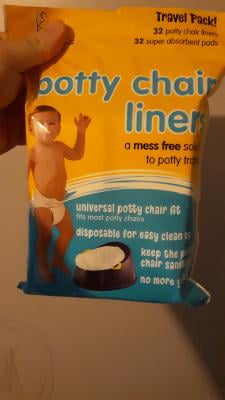 Travel Pack!
32 potty chair liners
32 super absorbent pads
potty chair
liners
a mess free
to potty
universal potty chair fit
fits most potty chairs
disposable for easy clean
keep the
chair
no more